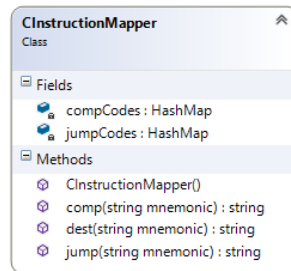 CInstructionMapper
Class
Fields
compCodes : HashMap
jumpCodes : HashMap
Methods
CInstructionMapper()
comp(string mnemonic) : string
dest(string mnemonic) : string
jump(string mnemonic) : string